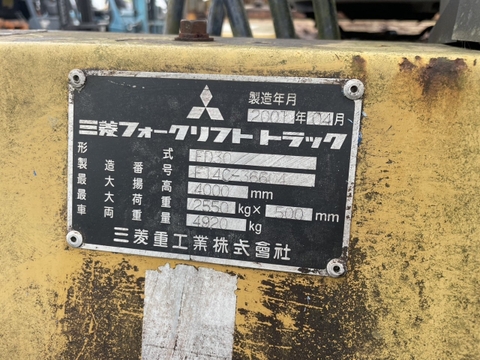 製造年月
2001年04月
三菱フォークリフトトラック
形式 FD30
製造番号
最大揚高 4000 mm
最大荷重 2550 kg× 500 mm
車両重量 4920 kg
三菱重工業株式會社